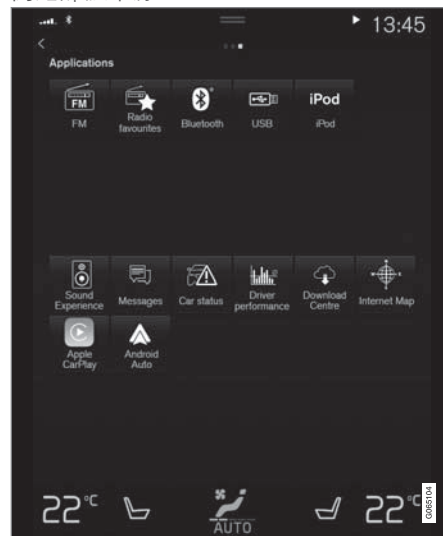 13:45
Applications
FM
FM
Radio favourites
Bluetooth
USB
iPod
iPod
Sound Experience
Messages
Car status
Driver performance
Download Centre
Internet Map
Apple CarPlay
Android Auto
22°C
AUTO
22°C
G065104